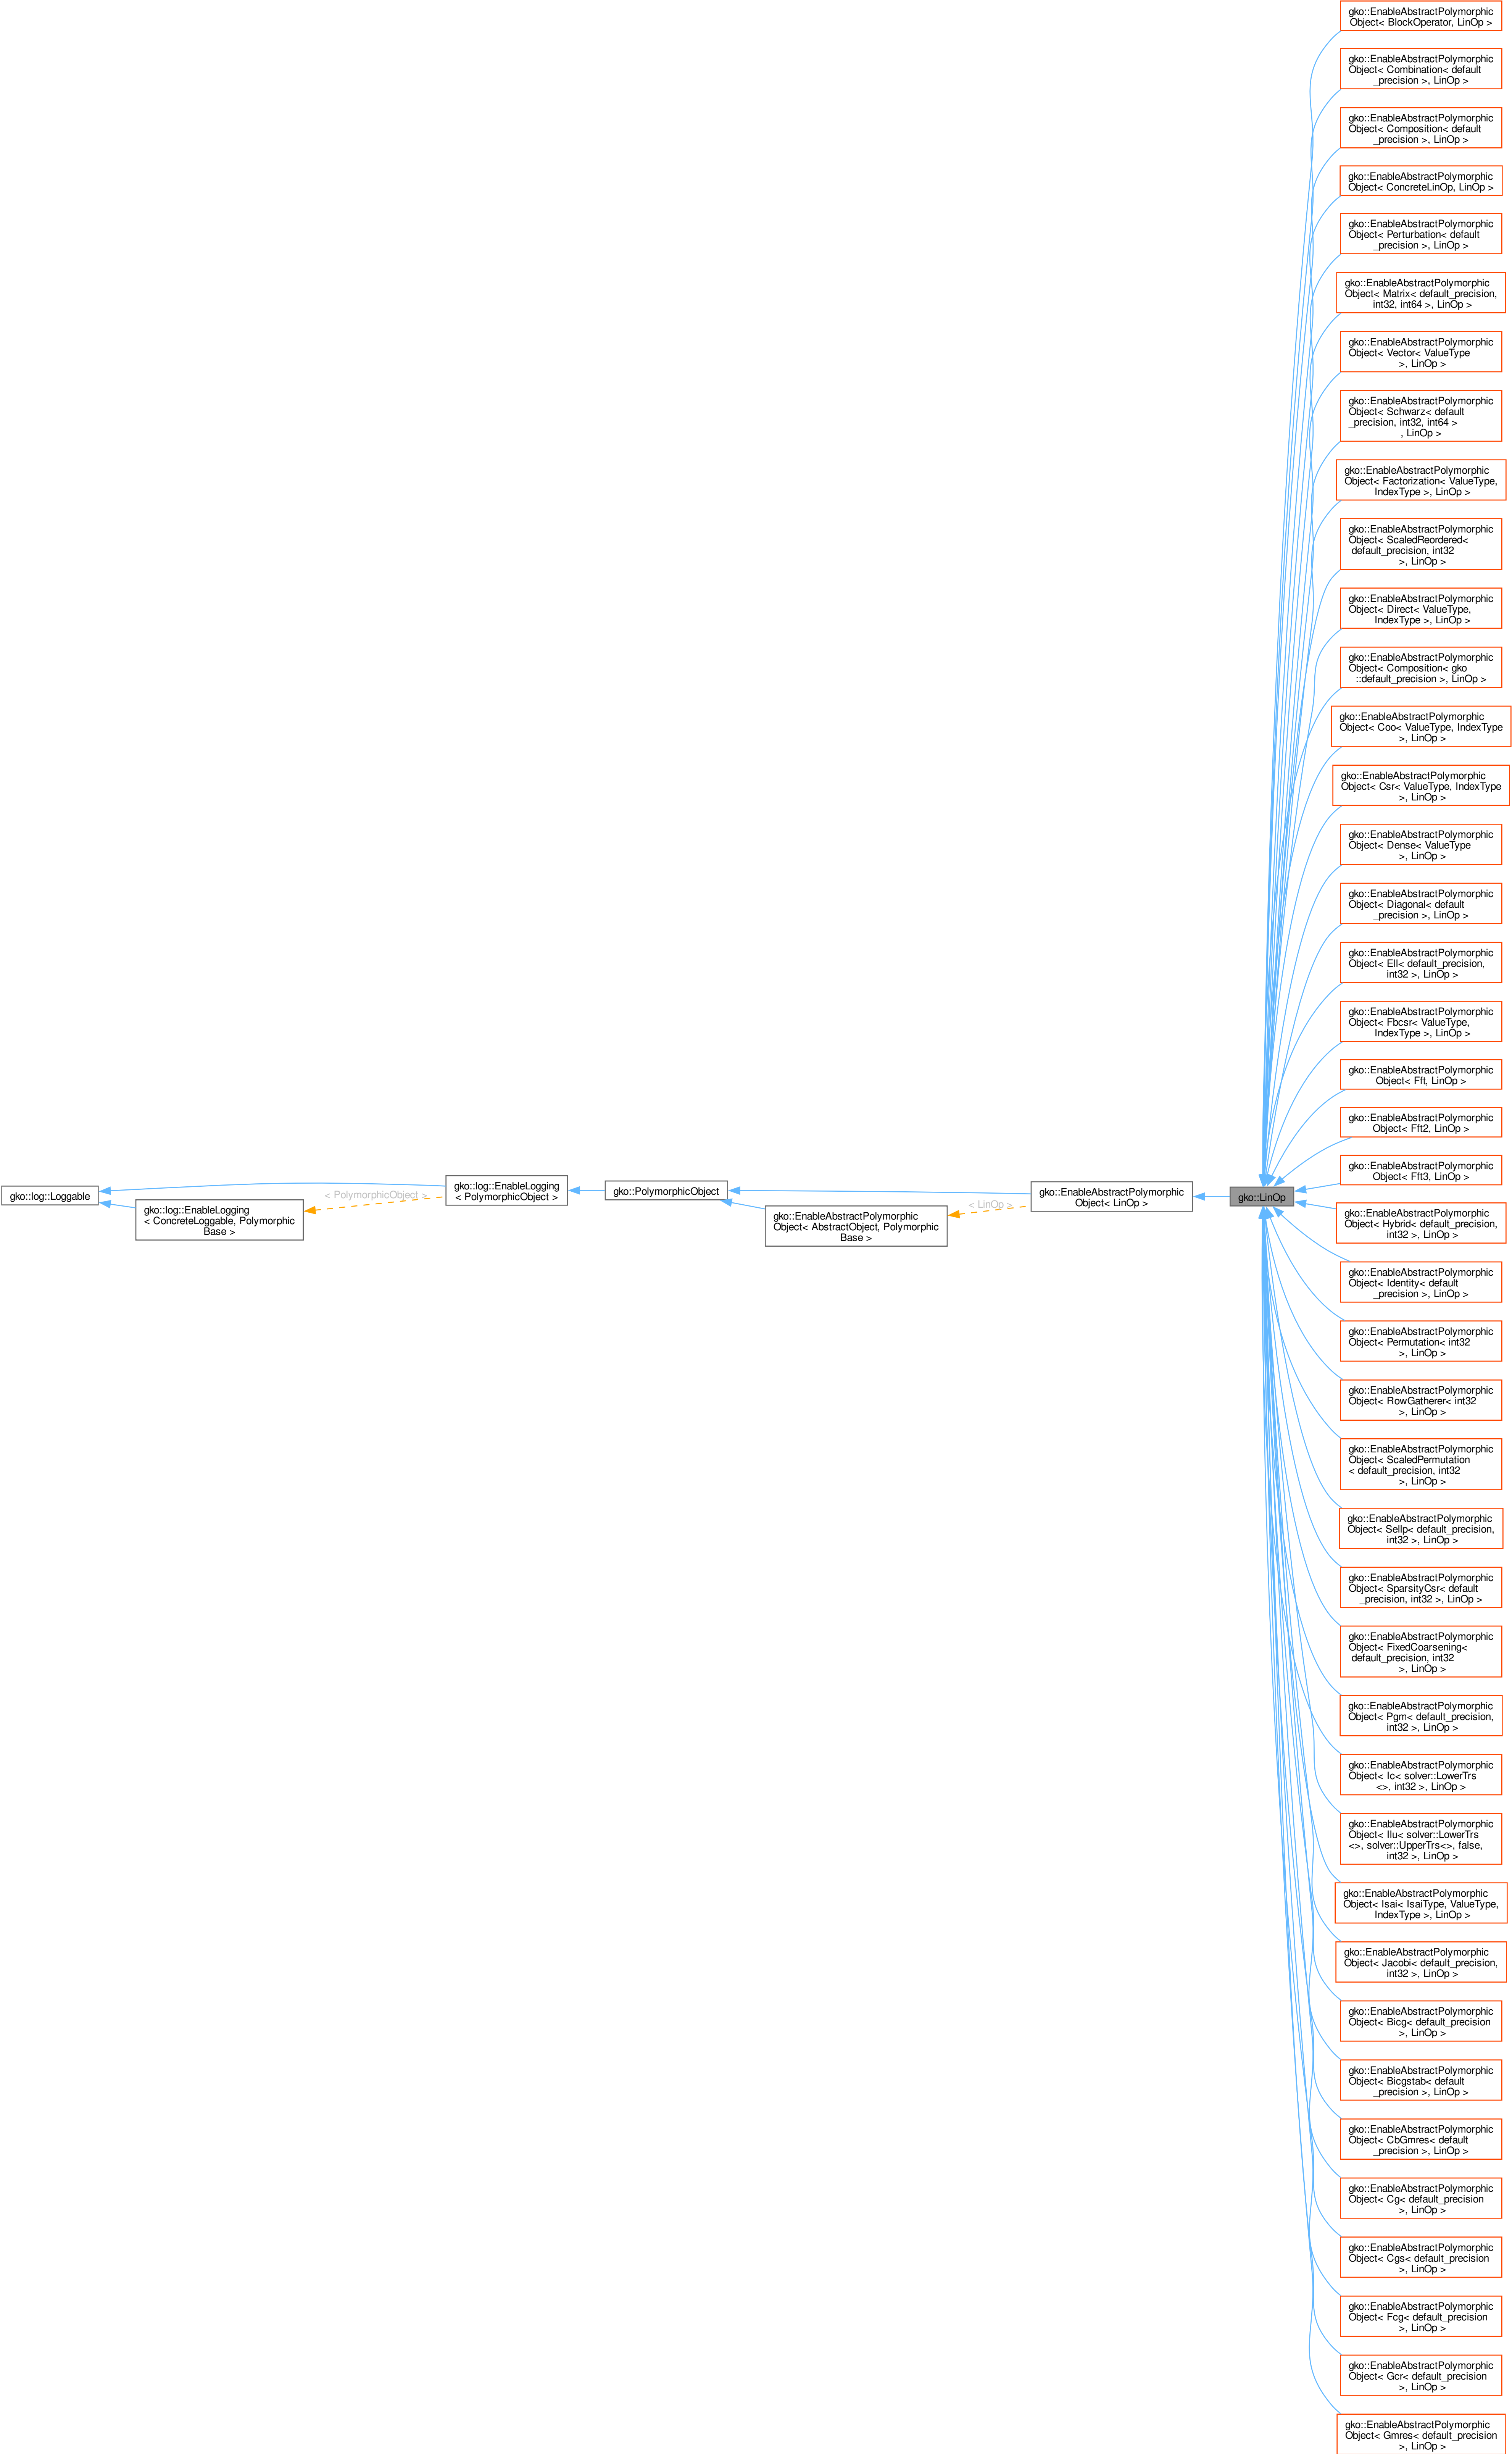 gko::EnableAbstractPolymorphic
Object< BlockOperator, LinOp >
gko::EnableAbstractPolymorphic
Object< Combination< default
_precision >, LinOp >
gko::EnableAbstractPolymorphic
Object< Composition< default
_precision >, LinOp >
gko::EnableAbstractPolymorphic
Object< ConcreteLinOp, LinOp >
gko::EnableAbstractPolymorphic
Object< Perturbation< default
_precision >, LinOp >
gko::EnableAbstractPolymorphic
Object< Matrix< default_precision,
int32, int64 >, LinOp >
gko::EnableAbstractPolymorphic
Object< Vector< ValueType
>, LinOp >
gko::EnableAbstractPolymorphic
Object< Schwarz< default
_precision, int32, int64 >
, LinOp >
gko::EnableAbstractPolymorphic
Object< Factorization< ValueType,
IndexType >, LinOp >
gko::EnableAbstractPolymorphic
Object< ScaledReordered<
default_precision, int32
>, LinOp >
gko::EnableAbstractPolymorphic
Object< Direct< ValueType,
IndexType >, LinOp >
gko::EnableAbstractPolymorphic
Object< Composition< gko
::default_precision >, LinOp >
gko::EnableAbstractPolymorphic
Object< Coo< ValueType, IndexType
>, LinOp >
gko::EnableAbstractPolymorphic
Object< Csr< ValueType, IndexType
>, LinOp >
gko::EnableAbstractPolymorphic
Object< Dense< ValueType
>, LinOp >
gko::EnableAbstractPolymorphic
Object< Diagonal< default
_precision >, LinOp >
gko::EnableAbstractPolymorphic
Object< Ell< default_precision,
int32 >, LinOp >
gko::EnableAbstractPolymorphic
Object< Fbcsr< ValueType,
IndexType >, LinOp >
gko::EnableAbstractPolymorphic
Object< Fft, LinOp >
gko::EnableAbstractPolymorphic
Object< Fft2, LinOp >
gko::EnableAbstractPolymorphic
Object< Fft3, LinOp >
gko::log::Loggable
gko::log::EnableLogging
< ConcreteLoggable, Polymorphic
Base >
< PolymorphicObject >
gko::log::EnableLogging
< PolymorphicObject >
gko::PolymorphicObject
gko::EnableAbstractPolymorphic
Object< AbstractObject, Polymorphic
Base >
< LinOp >
gko::EnableAbstractPolymorphic
Object< LinOp >
gko::LinOp
gko::EnableAbstractPolymorphic
Object< Hybrid< default_precision,
int32 >, LinOp >
gko::EnableAbstractPolymorphic
Object< Identity< default
_precision >, LinOp >
gko::EnableAbstractPolymorphic
Object< Permutation< int32
>, LinOp >
gko::EnableAbstractPolymorphic
Object< RowGatherer< int32
>, LinOp >
gko::EnableAbstractPolymorphic
Object< ScaledPermutation
< default_precision, int32
>, LinOp >
gko::EnableAbstractPolymorphic
Object< Sellp< default_precision,
int32 >, LinOp >
gko::EnableAbstractPolymorphic
Object< SparsityCsr< default
_precision, int32 >, LinOp >
gko::EnableAbstractPolymorphic
Object< FixedCoarsening<
default_precision, int32
>, LinOp >
gko::EnableAbstractPolymorphic
Object< Pgm< default_precision,
int32 >, LinOp >
gko::EnableAbstractPolymorphic
Object< Ic< solver::LowerTrs
<>, int32 >, LinOp >
gko::EnableAbstractPolymorphic
Object< Ilu< solver::LowerTrs
<>, solver::UpperTrs<>, false,
int32 >, LinOp >
gko::EnableAbstractPolymorphic
Object< Isai< IsaiType, ValueType,
IndexType >, LinOp >
gko::EnableAbstractPolymorphic
Object< Jacobi< default_precision,
int32 >, LinOp >
gko::EnableAbstractPolymorphic
Object< Bicg< default_precision
>, LinOp >
gko::EnableAbstractPolymorphic
Object< Bicgstab< default
_precision >, LinOp >
gko::EnableAbstractPolymorphic
Object< CbGmres< default
_precision >, LinOp >
gko::EnableAbstractPolymorphic
Object< Cg< default_precision
>, LinOp >
gko::EnableAbstractPolymorphic
Object< Cgs< default_precision
>, LinOp >
gko::EnableAbstractPolymorphic
Object< Fcg< default_precision
>, LinOp >
gko::EnableAbstractPolymorphic
Object< Gcr< default_precision
>, LinOp >
gko::EnableAbstractPolymorphic
Object< Gmres< default_precision
>, LinOp >